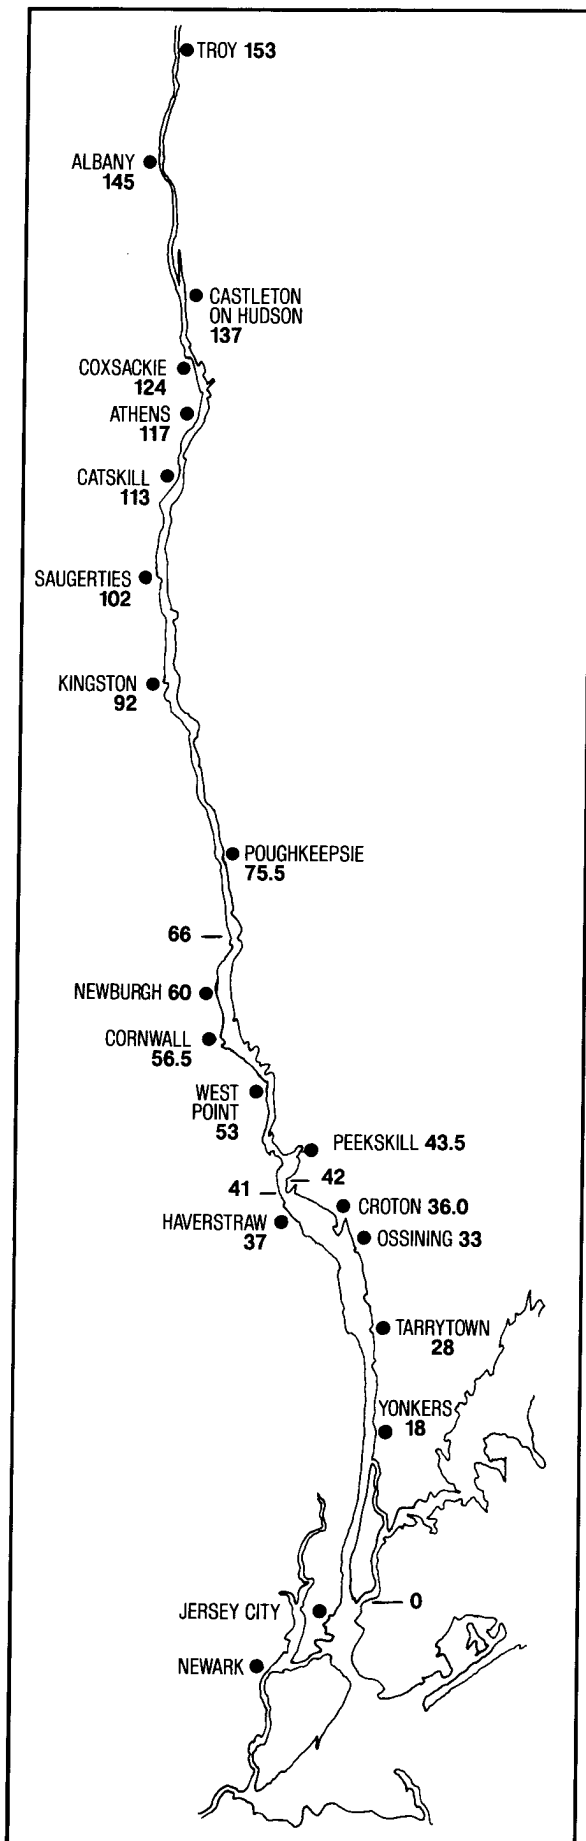 TROY 153
ALBANY
145
CASTLETON
ON HUDSON
137
COXSACKIE
124
ATHENS
117
CATSKILL
113
SAUGERTIES
102
KINGSTON
92
POUGHKEEPSIE
75.5
66
NEWBURGH 60
CORNWALL
56.5
WEST
POINT
53
PEEKSKILL 43.5
42
41
CROTON 36.0
HAVERSTRAW
37
OSSINING 33
TARRYTOWN
28
YONKERS
18
0
JERSEY CITY
NEWARK